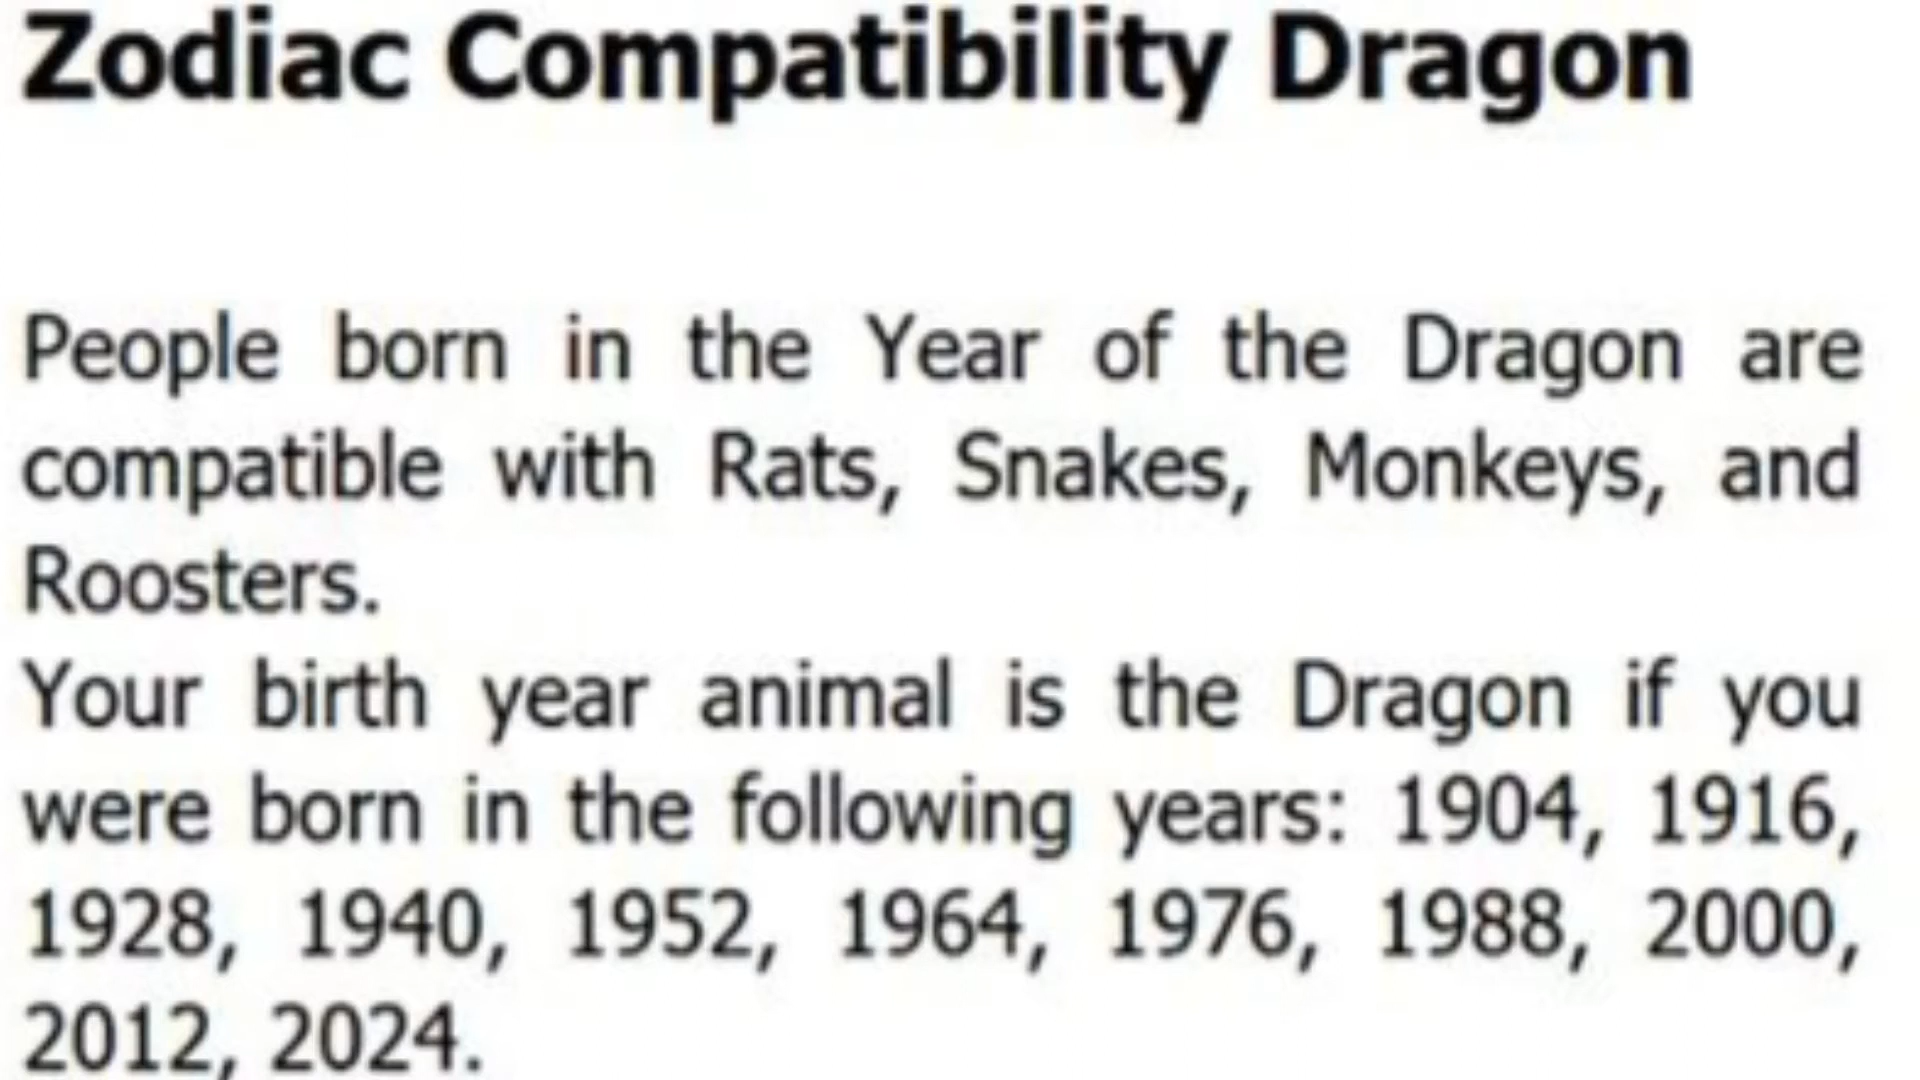 Zodiac Compatibility Dragon
People born in the Year of the Dragon are
compatible with Rats, Snakes, Monkeys, and
Roosters.
Your birth year animal is the Dragon if you
were born in the following years: 1904, 1916,
1928, 1940, 1952, 1964, 1976, 1988, 2000,
2012, 2024.